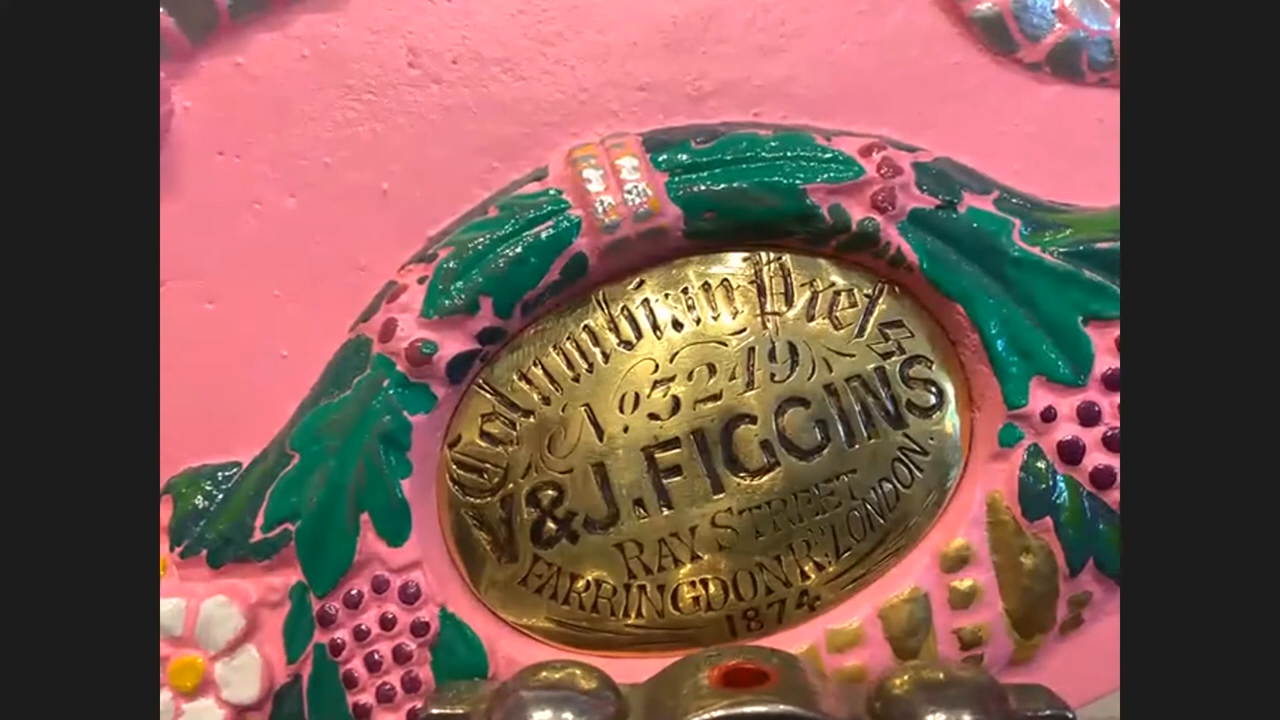 Columbian Press
No. 3249
V & J. FIGGINS
RAY STREET
FARRINGDON Rd. LONDON.
1874